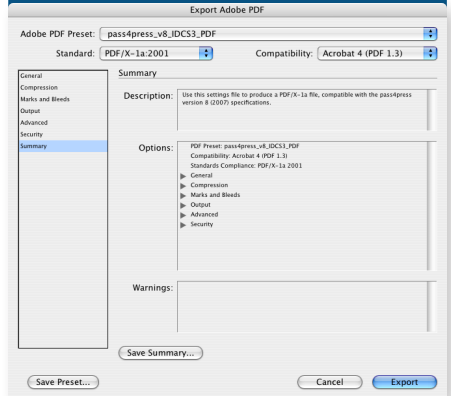 Export Adobe PDF
Adobe PDF Preset: pass4press_v8_IDCS3_PDF
Standard: PDF/X-1a:2001 Compatibility: Acrobat 4 (PDF 1.3)
General
Compression
Marks and Bleeds
Output
Advanced
Security
Summary
Summary
Description: Use this settings file to produce a PDF/X-1a file, compatible with the pass4press
version 8 (2007) specifications.
Options: PDF Preset: pass4press_v8_IDCS3_PDF
Compatibility: Acrobat 4 (PDF 1.3)
Standards Compliance: PDF/X-1a 2001
General
Compression
Marks and Bleeds
Output
Advanced
Security
Warnings:
Save Summary...
Save Preset... Cancel Export